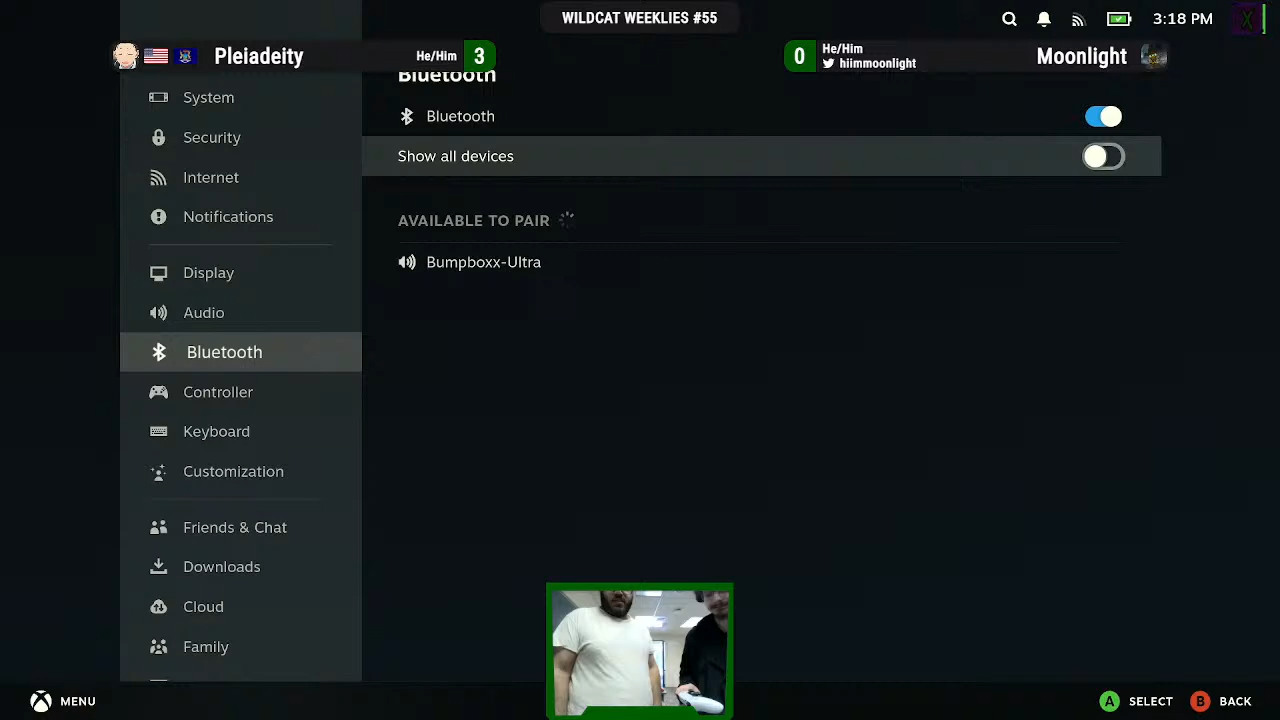 WILDCAT WEEKLIES #55
3:18 PM
Pleiadeity
He/Him
3
0
He/Him
hiimmoonlight
Moonlight
System
Security
Internet
Notifications
Display
Audio
Bluetooth
Controller
Keyboard
Customization
Friends & Chat
Downloads
Cloud
Family
Bluetooth
Bluetooth
Show all devices
AVAILABLE TO PAIR
Bumpboxx-Ultra
MENU
A SELECT
B BACK